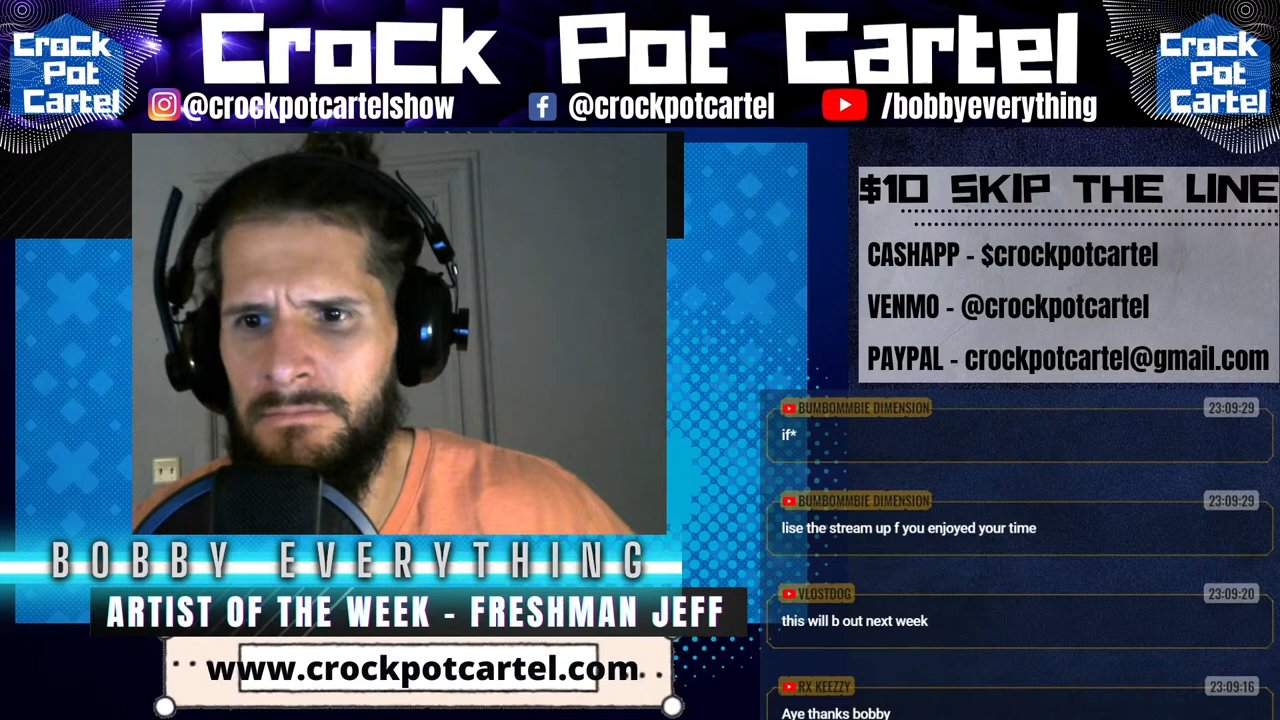 Crock Pot Cartel
Crock
Pot
Cartel
Crock
Pot
Cartel
@crockpotcartelshow
@crockpotcartel
/bobbyeverything
$10 SKIP THE LINE
CASHAPP - $crockpotcartel
VENMO - @crockpotcartel
PAYPAL - crockpotcartel@gmail.com
BUMBOMMBIE DIMENSION 23:09:29
if*
BUMBOMMBIE DIMENSION 23:09:29
lise the stream up f you enjoyed your time
VLOSTDOG 23:09:20
this will b out next week
RX KEEZZY 23:09:16
Aye thanks bobby
BOBBY EVERYTHING
ARTIST OF THE WEEK - FRESHMAN JEFF
www.crockpotcartel.com